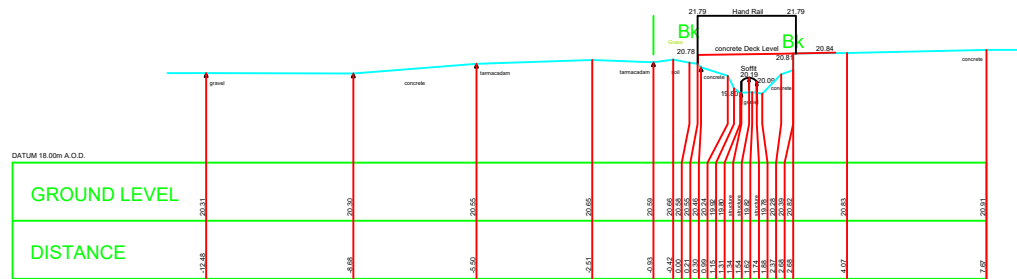 21.79 Hand Rail 21.79
Bk
Bk
20.78 concrete Deck Level 20.84
20.81
Soffit
20.19
20.09
19.80
gravel
concrete
tarmacadam
tarmacadam
soil
concrete
concrete
concrete
DATUM 18.00m A.O.D.
GROUND LEVEL
20.31 20.30 20.55 20.65 20.59 20.66 20.58 20.55 20.46 20.24 19.92 19.80 structure structure 19.82 structure 19.78 20.28 20.39 20.82 20.83 20.91
DISTANCE
-12.48 -8.68 -5.50 -2.51 -0.93 -0.42 0.00 0.21 0.30 0.99 1.15 1.31 1.34 1.54 1.62 1.74 1.88 2.37 2.68 2.68 4.07 7.67